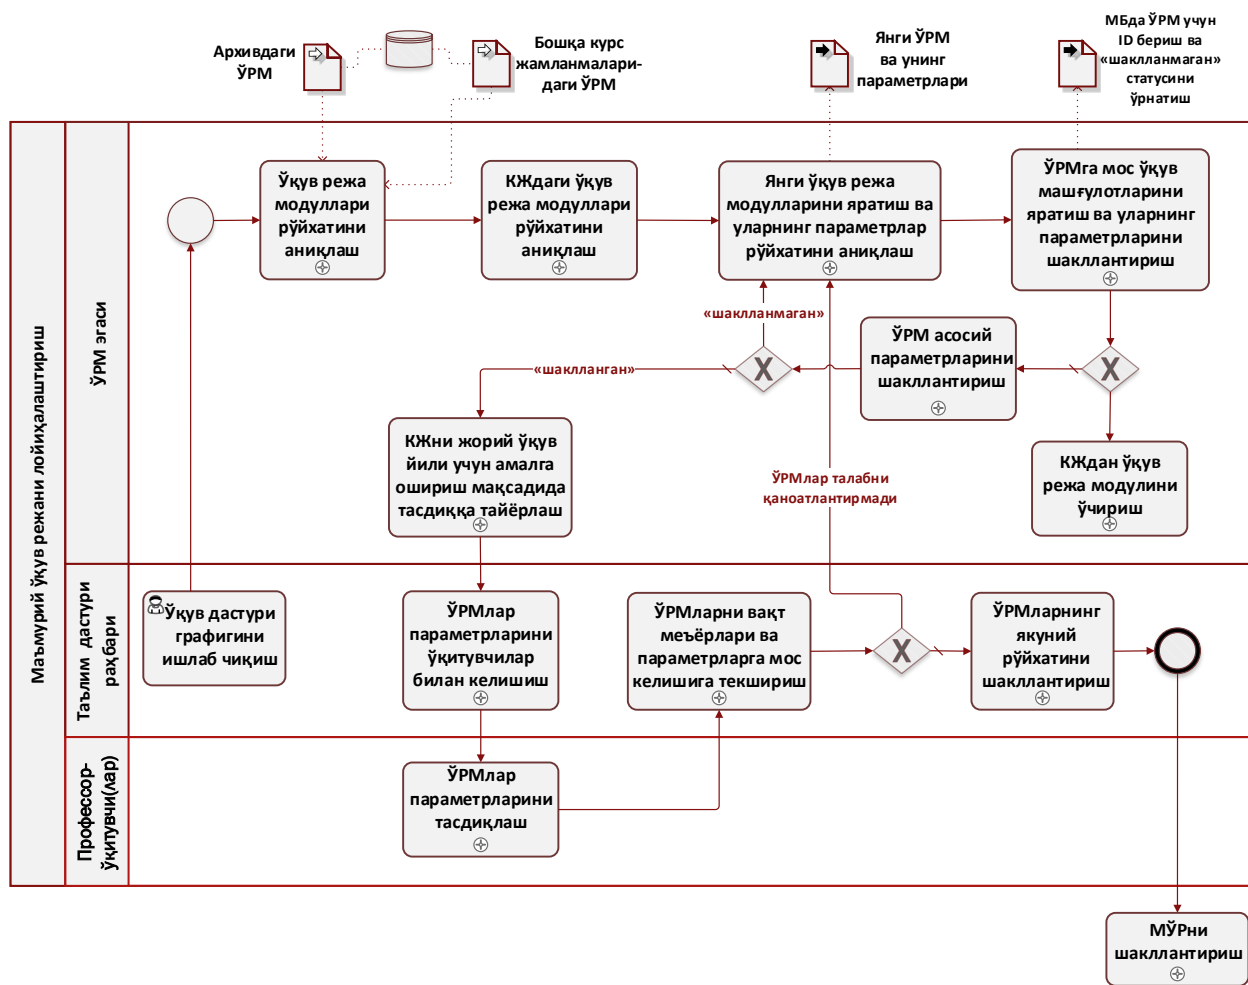 Архивдаги
ЎРМ
Бошқа курс
жамланмалари-
даги ЎРМ
Янги ЎРМ
ва унинг
параметрлари
МБда ЎРМ учун
ID бериш ва
«шаклланмаган»
статусини
ўрнатиш
Маъмурий ўқув режани лойиҳалаштириш
ЎРМ эгаси
Ўқув режа
модуллари
рўйхатини
аниқлаш
КЖдаги ўқув
режа модуллари
рўйхатини
аниқлаш
Янги ўқув режа
модулларини яратиш ва
уларнинг параметрлар
рўйхатини аниқлаш
ЎРМга мос ўқув
машғулотларини
яратиш ва уларнинг
параметрларини
шакллантириш
«шаклланмаган»
ЎРМ асосий
параметрларини
шакллантириш
X
X
«шаклланган»
КЖни жорий ўқув
йили учун амалга
ошириш мақсадида
тасдиққа тайёрлаш
ЎРМлар талабни
қаноатлантирмади
КЖдан ўқув
режа модулини
ўчириш
Таълим дастури
раҳбари
Ўқув дастури
графигини
ишлаб чиқиш
ЎРМлар
параметрларини
ўқитувчилар
билан келишиш
ЎРМларни вақт
меъёрлари ва
параметрларга мос
келишига текшириш
X
ЎРМларнинг
якуний
рўйхатини
шакллантириш
Профессор-
ўқитувчи(лар)
ЎРМлар
параметрларини
тасдиқлаш
МЎРни
шакллантириш